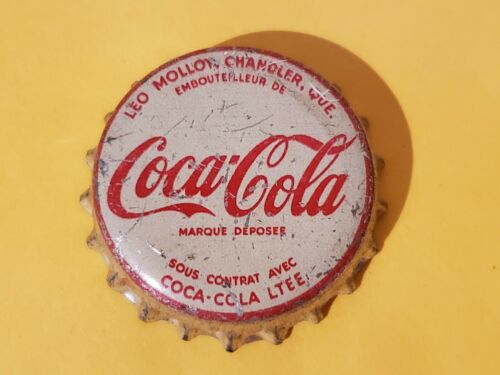 LEO MOLLOY, CHANDLER, QUE.
EMBOUTEILLEUR DE
Coca-Cola
MARQUE DEPOSEE
SOUS CONTRAT AVEC
COCA-COLA LTEE